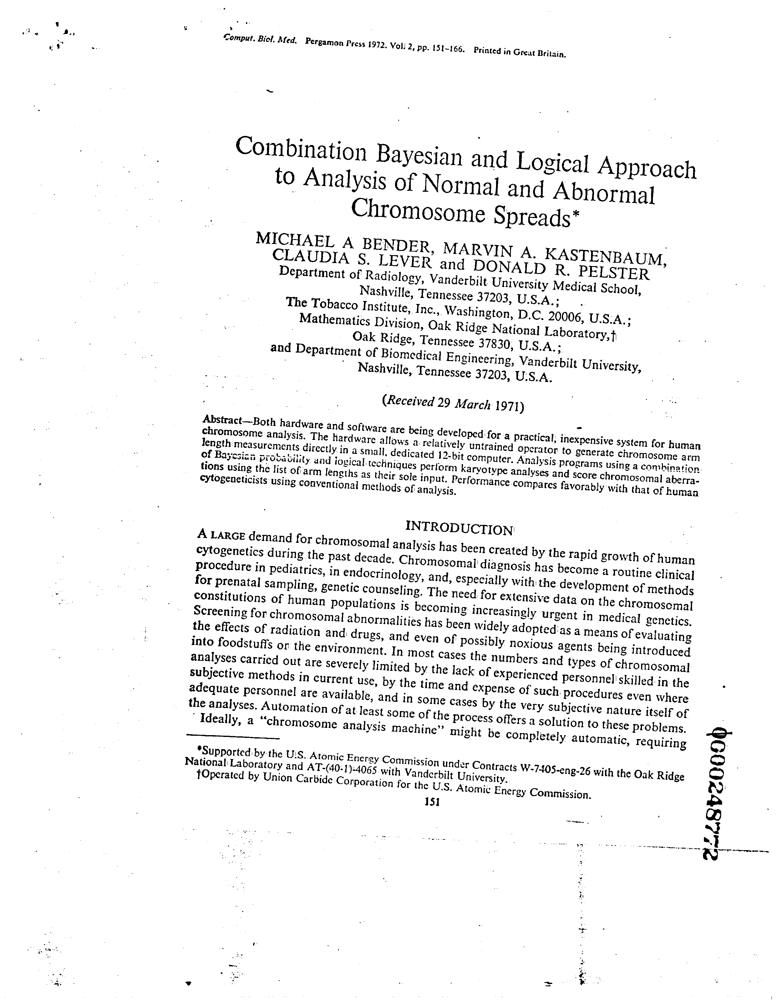 Comput. Biol. Med. Pergamon Press 1972. Vol. 2, pp. 151–166. Printed in Great Britain.
Combination Bayesian and Logical Approach
to Analysis of Normal and Abnormal
Chromosome Spreads*
MICHAEL A BENDER, MARVIN A. KASTENBAUM,
CLAUDIA S. LEVER and DONALD R. PELSTER
Department of Radiology, Vanderbilt University Medical School,
Nashville, Tennessee 37203, U.S.A.;
The Tobacco Institute, Inc., Washington, D.C. 20006, U.S.A.;
Mathematics Division, Oak Ridge National Laboratory,†
Oak Ridge, Tennessee 37830, U.S.A.;
and Department of Biomedical Engineering, Vanderbilt University,
Nashville, Tennessee 37203, U.S.A.
(Received 29 March 1971)
Abstract—Both hardware and software are being developed for a practical, inexpensive system for human
chromosome analysis. The hardware allows a relatively untrained operator to generate chromosome arm
length measurements directly in a small, dedicated 12-bit computer. Analysis programs using a combination
of Bayesian probability and logical techniques perform karyotype analyses and score chromosomal aberra-
tions using the list of arm lengths as their sole input. Performance compares favorably with that of human
cytogeneticists using conventional methods of analysis.
INTRODUCTION
A LARGE demand for chromosomal analysis has been created by the rapid growth of human
cytogenetics during the past decade. Chromosomal diagnosis has become a routine clinical
procedure in pediatrics, in endocrinology, and, especially with the development of methods
for prenatal sampling, genetic counseling. The need for extensive data on the chromosomal
constitutions of human populations is becoming increasingly urgent in medical genetics.
Screening for chromosomal abnormalities has been widely adopted as a means of evaluating
the effects of radiation and drugs, and even of possibly noxious agents being introduced
into foodstuffs or the environment. In most cases the numbers and types of chromosomal
analyses carried out are severely limited by the lack of experienced personnel skilled in the
subjective methods in current use, by the time and expense of such procedures even where
adequate personnel are available, and in some cases by the very subjective nature itself of
the analyses. Automation of at least some of the process offers a solution to these problems.
Ideally, a “chromosome analysis machine” might be completely automatic, requiring
*Supported by the U.S. Atomic Energy Commission under Contracts W-7405-eng-26 with the Oak Ridge
National Laboratory and AT-(40-1)-4065 with Vanderbilt University.
†Operated by Union Carbide Corporation for the U.S. Atomic Energy Commission.
151
0000248772